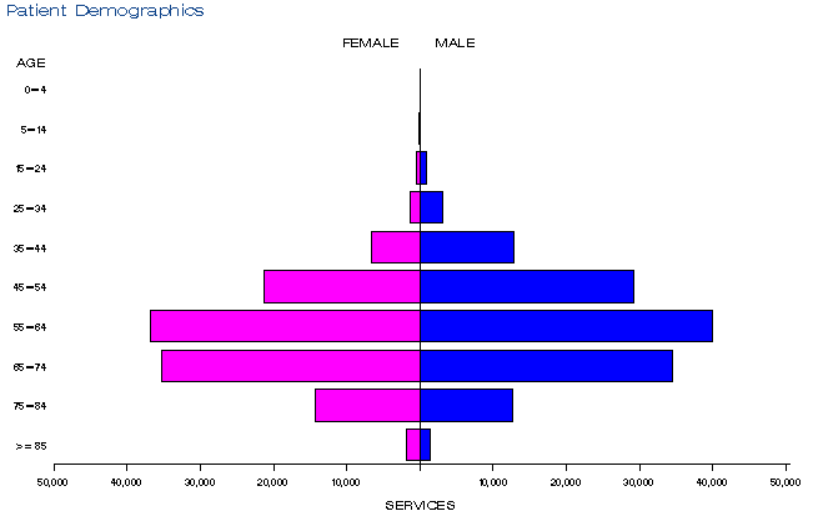 Patient Demographics
FEMALE MALE
AGE
0-4
5-14
15-24
25-34
35-44
45-54
55-64
65-74
75-84
>=85
50,000 40,000 30,000 20,000 10,000 10,000 20,000 30,000 40,000 50,000
SERVICES